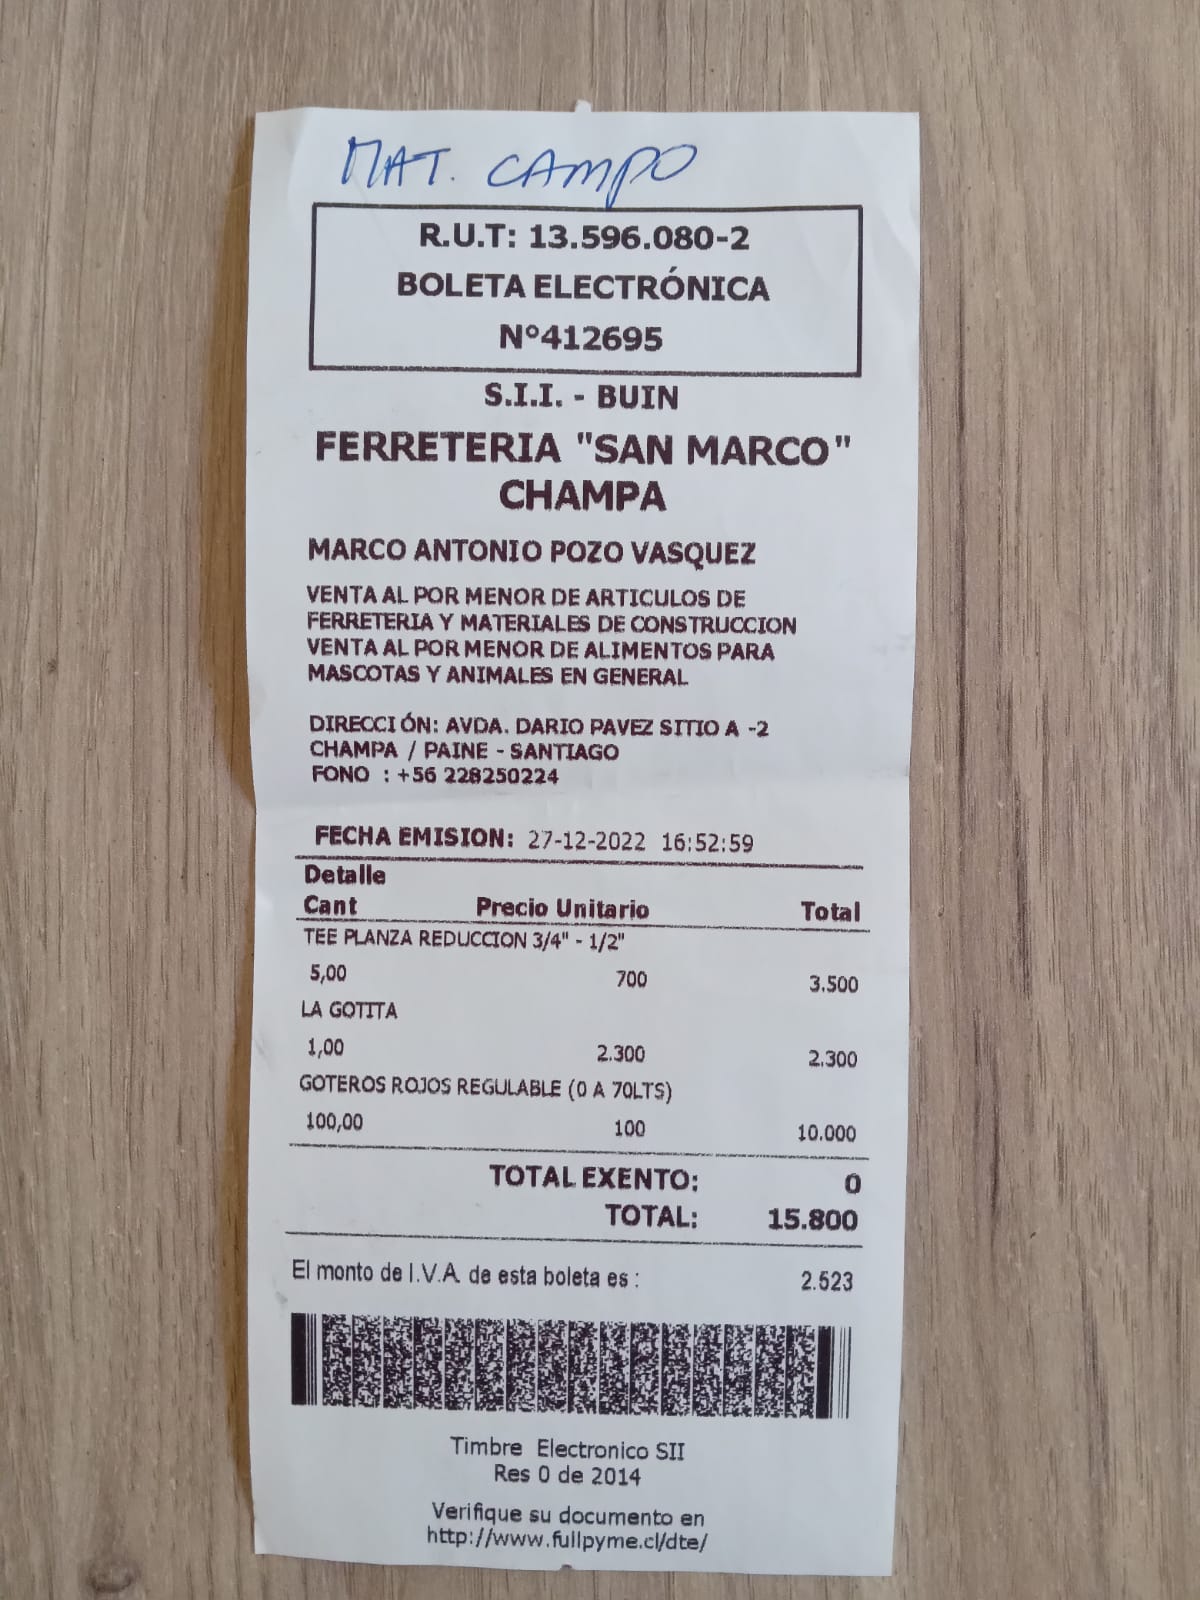 MAT. CAMPO
R.U.T: 13.596.080-2
BOLETA ELECTRÓNICA
N°412695
S.I.I. - BUIN
FERRETERIA "SAN MARCO"
CHAMPA
MARCO ANTONIO POZO VASQUEZ
VENTA AL POR MENOR DE ARTICULOS DE
FERRETERIA Y MATERIALES DE CONSTRUCCION
VENTA AL POR MENOR DE ALIMENTOS PARA
MASCOTAS Y ANIMALES EN GENERAL
DIRECCIÓN: AVDA. DARIO PAVEZ SITIO A -2
CHAMPA / PAINE - SANTIAGO
FONO : +56 228250224
FECHA EMISION: 27-12-2022 16:52:59
Detalle
Cant Precio Unitario Total
TEE PLANZA REDUCCION 3/4" - 1/2"
5,00 700 3.500
LA GOTITA
1,00 2.300 2.300
GOTEROS ROJOS REGULABLE (0 A 70LTS)
100,00 100 10.000
TOTAL EXENTO: 0
TOTAL: 15.800
El monto de I.V.A. de esta boleta es : 2.523
Timbre Electronico SII
Res 0 de 2014
Verifique su documento en
http://www.fullpyme.cl/dte/